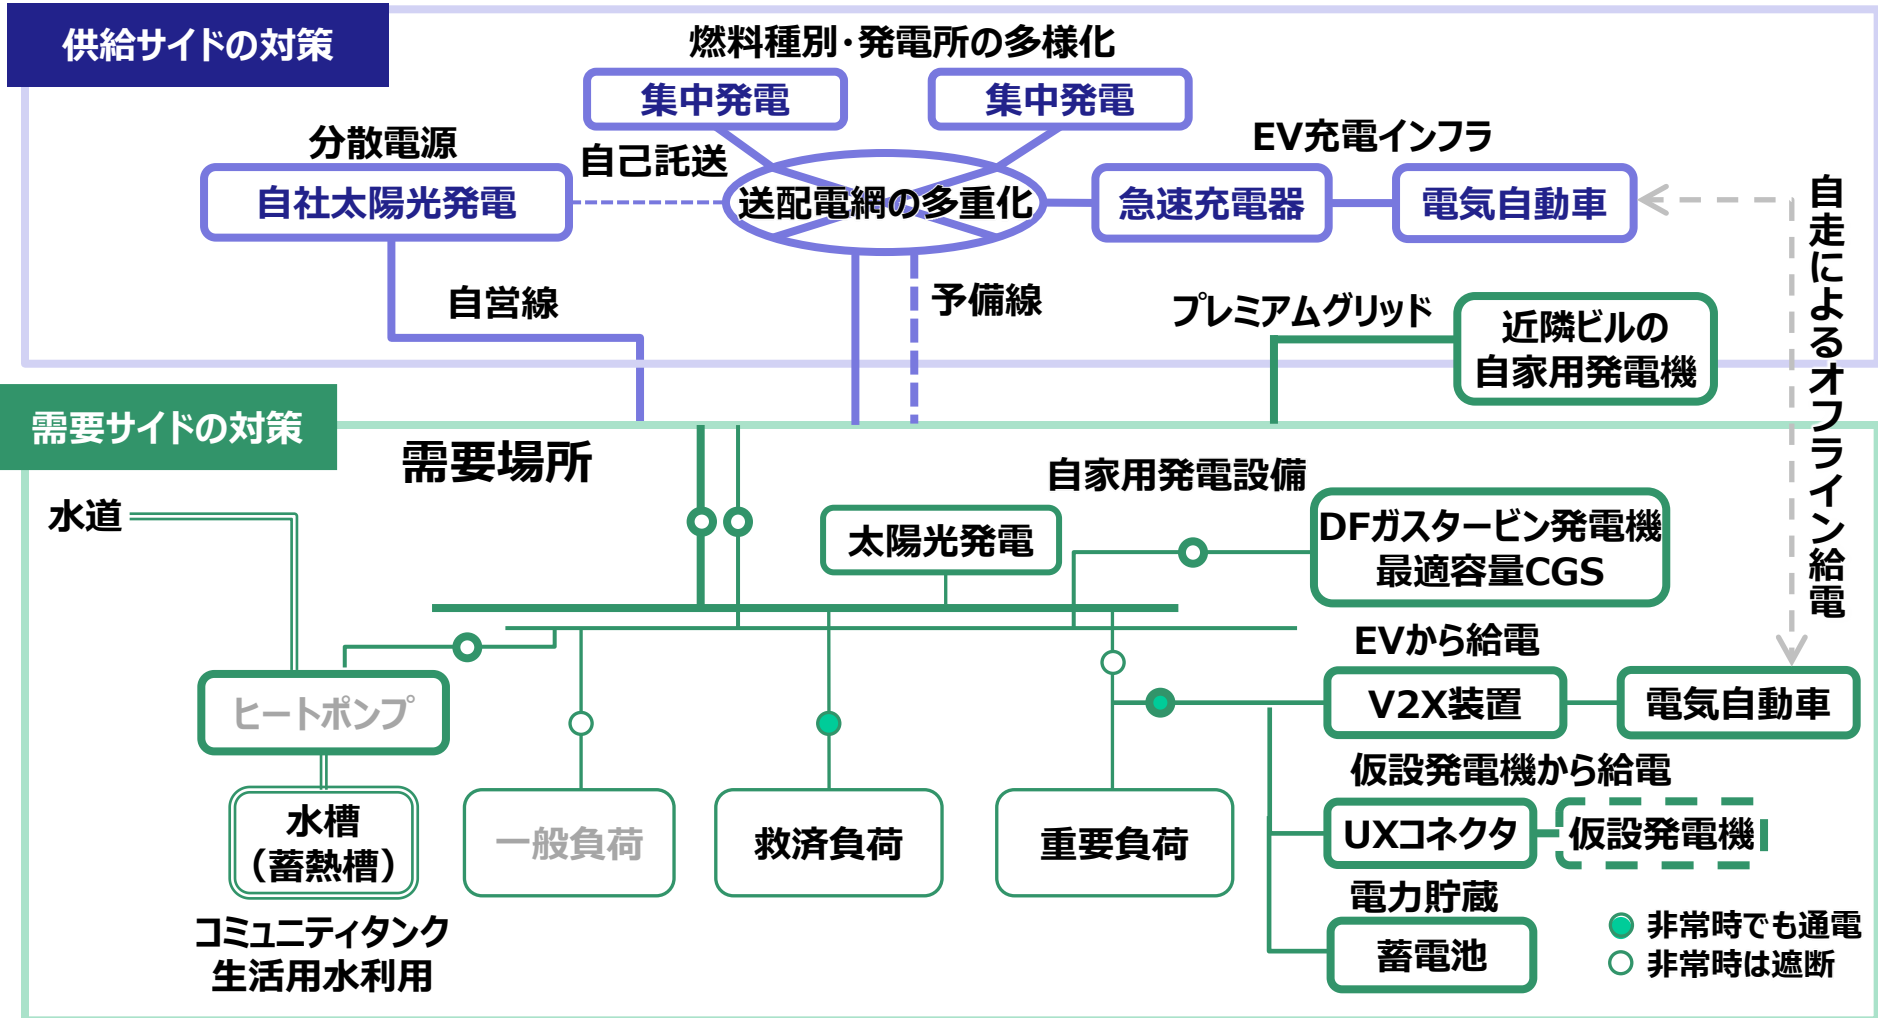 供給サイドの対策
燃料種別・発電所の多様化
集中発電
集中発電
分散電源
自己託送
EV充電インフラ
自社太陽光発電
送配電網の多重化
急速充電器
電気自動車
自走によるオフライン給電
自営線
予備線
プレミアムグリッド
近隣ビルの
自家用発電機
需要サイドの対策
需要場所
自家用発電設備
水道
太陽光発電
DFガスタービン発電機
最適容量CGS
EVから給電
ヒートポンプ
V2X装置
電気自動車
仮設発電機から給電
水槽
（蓄熱槽）
一般負荷
救済負荷
重要負荷
UXコネクタ
仮設発電機
電力貯蔵
コミュニティタンク
生活用水利用
蓄電池
非常時でも通電
非常時は遮断